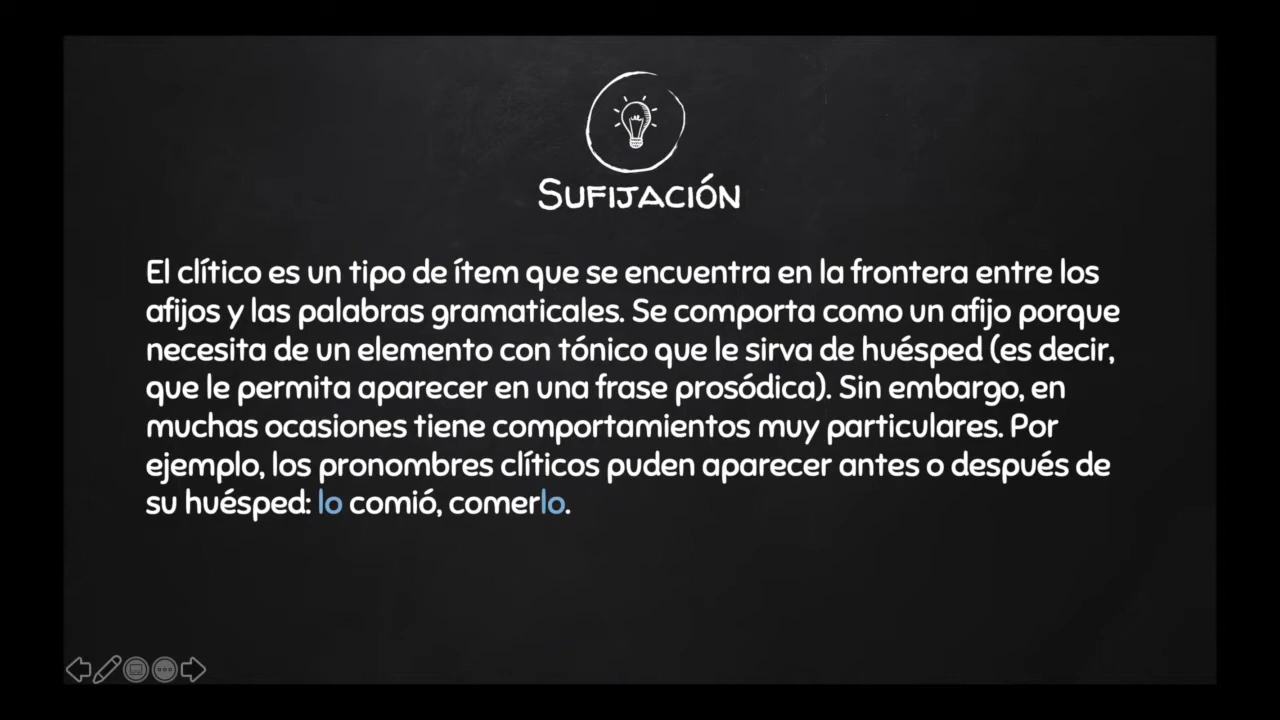 SUFIJACIÓN
El clítico es un tipo de ítem que se encuentra en la frontera entre los
afijos y las palabras gramaticales. Se comporta como un afijo porque
necesita de un elemento con tónico que le sirva de huésped (es decir,
que le permita aparecer en una frase prosódica). Sin embargo, en
muchas ocasiones tiene comportamientos muy particulares. Por
ejemplo, los pronombres clíticos puden aparecer antes o después de
su huésped: lo comió, comerlo.